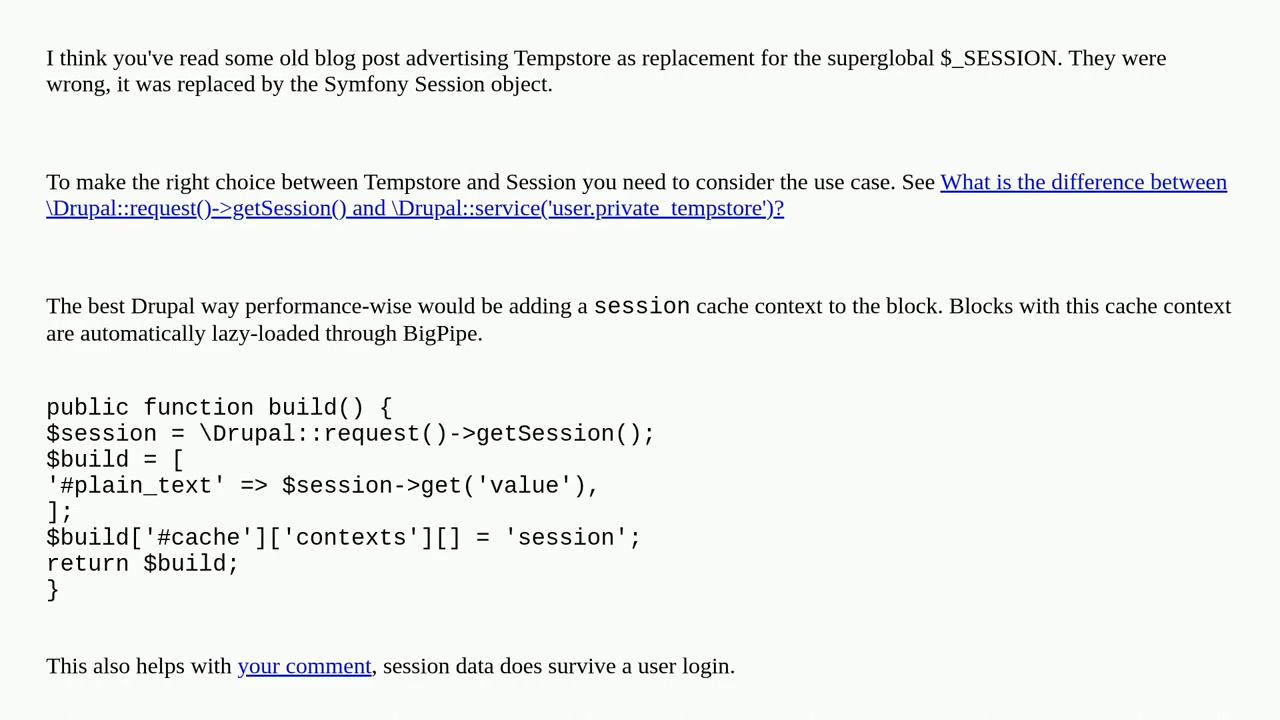 I think you've read some old blog post advertising Tempstore as replacement for the superglobal $_SESSION. They were
wrong, it was replaced by the Symfony Session object.
To make the right choice between Tempstore and Session you need to consider the use case. See What is the difference between
\Drupal::request()->getSession() and \Drupal::service('user.private_tempstore')?
The best Drupal way performance-wise would be adding a session cache context to the block. Blocks with this cache context
are automatically lazy-loaded through BigPipe.
public function build() {
$session = \Drupal::request()->getSession();
$build = [
'#plain_text' => $session->get('value'),
];
$build['#cache']['contexts'][] = 'session';
return $build;
}
This also helps with your comment, session data does survive a user login.